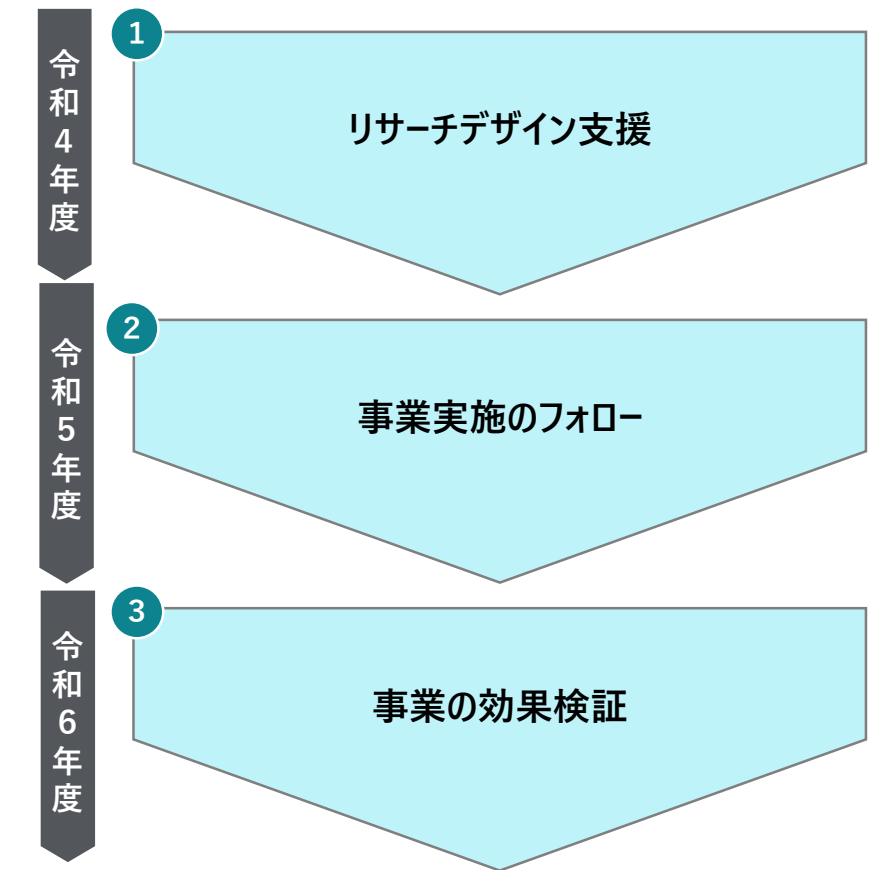 令和4年度
1
リサーチデザイン支援
令和5年度
2
事業実施のフォロー
令和6年度
3
事業の効果検証